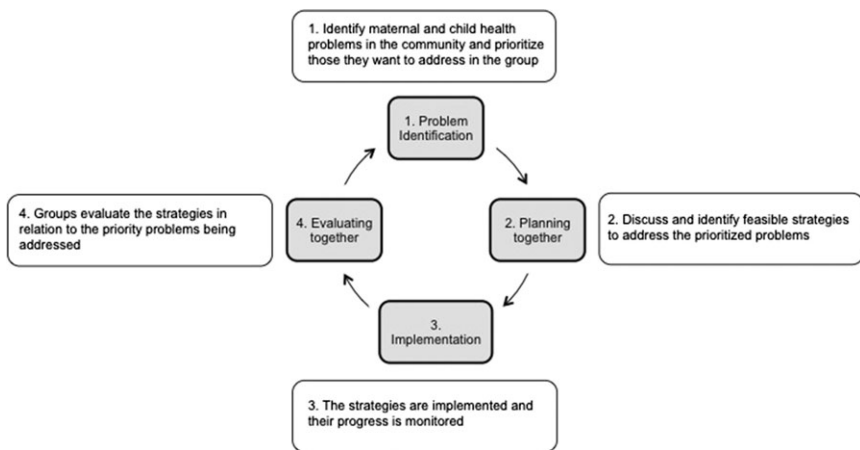 1. Identify maternal and child health
problems in the community and prioritize
those they want to address in the group
1. Problem
Identification
4. Groups evaluate the strategies in
relation to the priority problems being
addressed
4. Evaluating
together
2. Planning
together
2. Discuss and identify feasible strategies
to address the prioritized problems
3.
Implementation
3. The strategies are implemented and
their progress is monitored